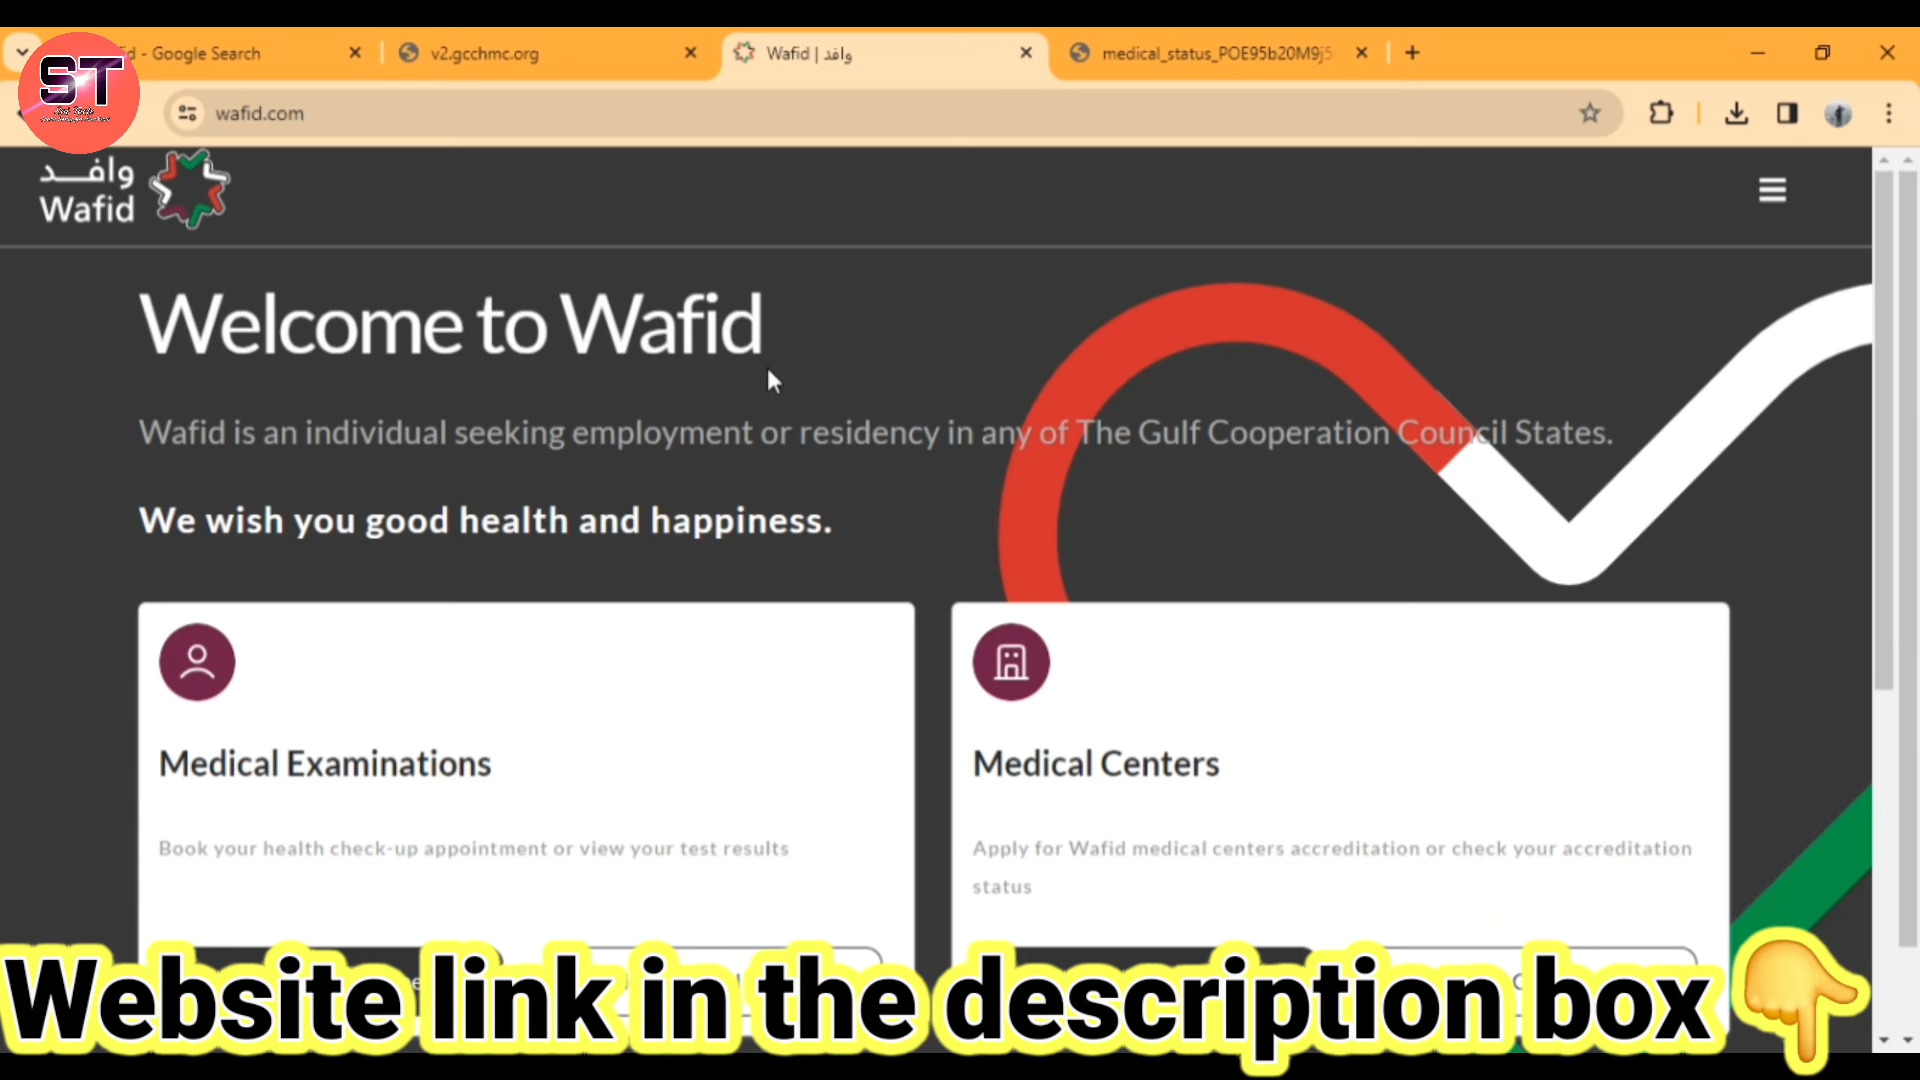 ST
d - Google Search
v2.gcchmc.org
Wafid | وافد
medical_status_POE95b20M9j5
wafid.com
وافـــد
Wafid
Welcome to Wafid
Wafid is an individual seeking employment or residency in any of The Gulf Cooperation Council States.
We wish you good health and happiness.
Medical Examinations
Book your health check-up appointment or view your test results
Medical Centers
Apply for Wafid medical centers accreditation or check your accreditation
status
Website link in the description box